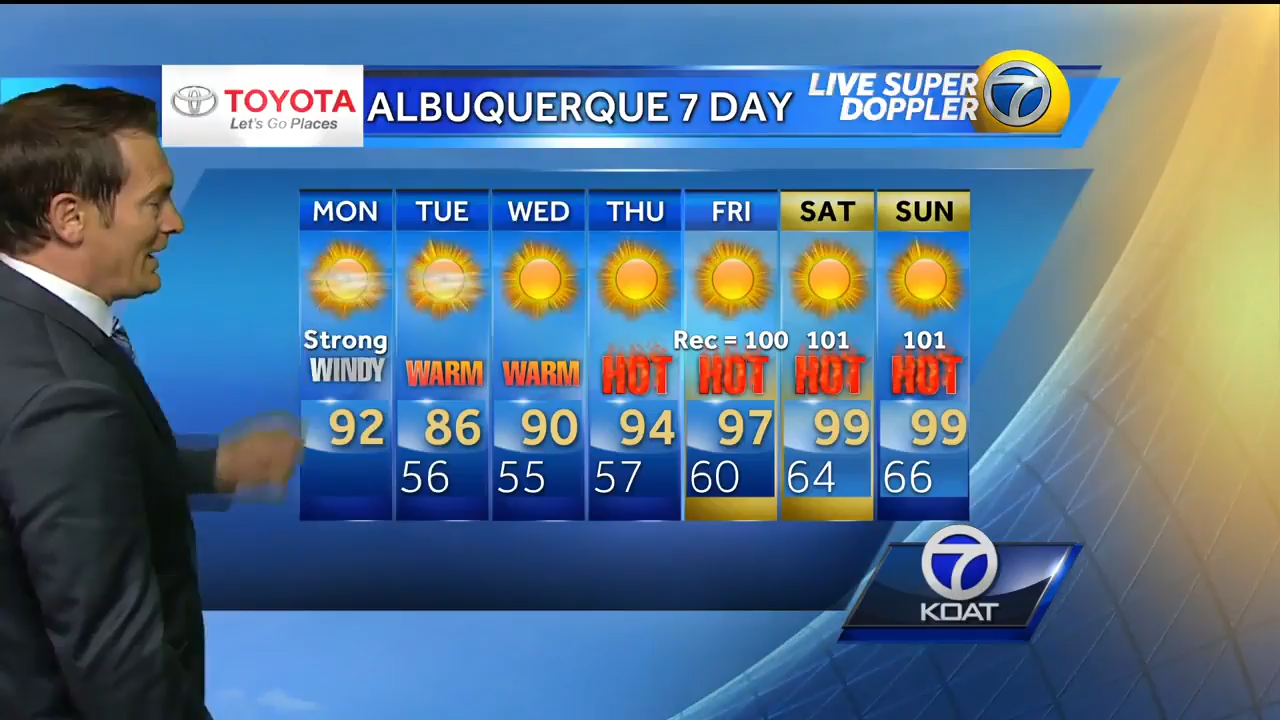 TOYOTA
Let's Go Places
ALBUQUERQUE 7 DAY
LIVE SUPER
DOPPLER
7
MON TUE WED THU FRI SAT SUN
Strong Rec = 100 101 101
WINDY WARM WARM HOT HOT HOT HOT
92 86 90 94 97 99 99
56 55 57 60 64 66
7
KOAT